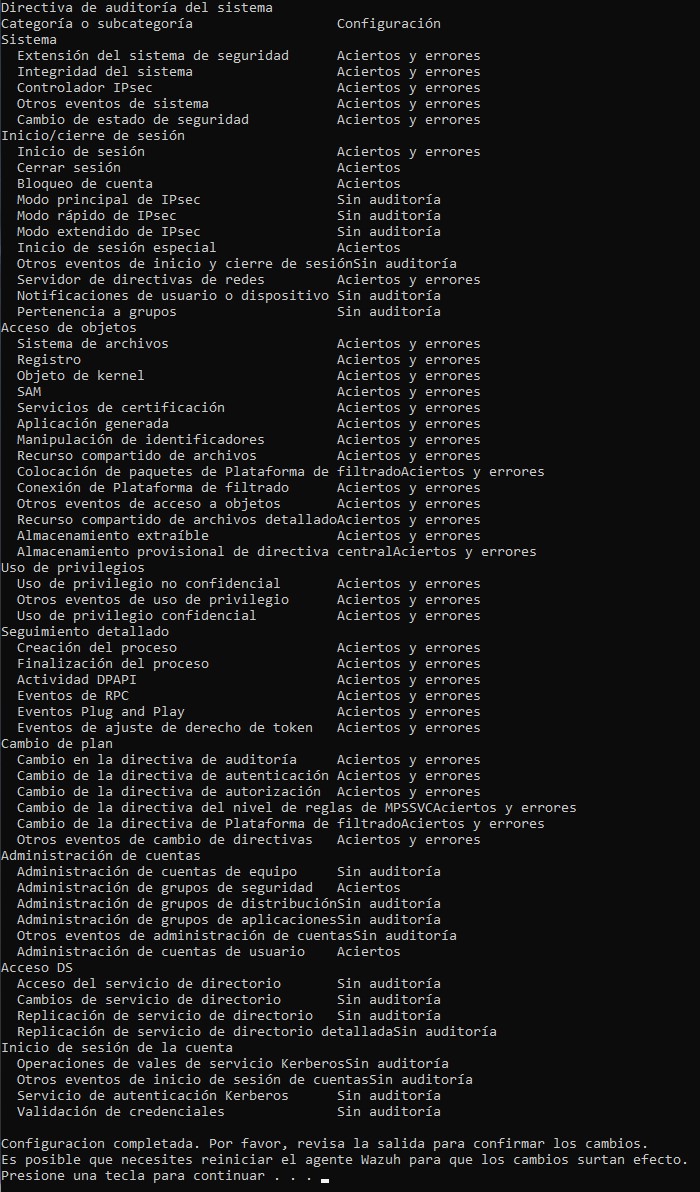 Directiva de auditoría del sistema
Categoría o subcategoría                  Configuración
Sistema
  Extensión del sistema de seguridad      Aciertos y errores
  Integridad del sistema                  Aciertos y errores
  Controlador IPsec                       Aciertos y errores
  Otros eventos de sistema                Aciertos y errores
  Cambio de estado de seguridad           Aciertos y errores
Inicio/cierre de sesión
  Inicio de sesión                        Aciertos y errores
  Cerrar sesión                           Aciertos
  Bloqueo de cuenta                       Aciertos
  Modo principal de IPsec                 Sin auditoría
  Modo rápido de IPsec                    Sin auditoría
  Modo extendido de IPsec                 Sin auditoría
  Inicio de sesión especial               Aciertos
  Otros eventos de inicio y cierre de sesiónSin auditoría
  Servidor de directivas de redes         Aciertos y errores
  Notificaciones de usuario o dispositivo Sin auditoría
  Pertenencia a grupos                    Sin auditoría
Acceso de objetos
  Sistema de archivos                     Aciertos y errores
  Registro                                Aciertos y errores
  Objeto de kernel                        Aciertos y errores
  SAM                                     Aciertos y errores
  Servicios de certificación              Aciertos y errores
  Aplicación generada                     Aciertos y errores
  Manipulación de identificadores         Aciertos y errores
  Recurso compartido de archivos          Aciertos y errores
  Colocación de paquetes de Plataforma de filtradoAciertos y errores
  Conexión de Plataforma de filtrado      Aciertos y errores
  Otros eventos de acceso a objetos       Aciertos y errores
  Recurso compartido de archivos detalladoAciertos y errores
  Almacenamiento extraíble                Aciertos y errores
  Almacenamiento provisional de directiva centralAciertos y errores
Uso de privilegios
  Uso de privilegio no confidencial       Aciertos y errores
  Otros eventos de uso de privilegio      Aciertos y errores
  Uso de privilegio confidencial          Aciertos y errores
Seguimiento detallado
  Creación del proceso                    Aciertos y errores
  Finalización del proceso                Aciertos y errores
  Actividad DPAPI                         Aciertos y errores
  Eventos de RPC                          Aciertos y errores
  Eventos Plug and Play                   Aciertos y errores
  Eventos de ajuste de derecho de token   Aciertos y errores
Cambio de plan
  Cambio en la directiva de auditoría     Aciertos y errores
  Cambio de la directiva de autenticación Aciertos y errores
  Cambio de la directiva de autorización  Aciertos y errores
  Cambio de la directiva del nivel de reglas de MPSSVCAciertos y errores
  Cambio de la directiva de Plataforma de filtradoAciertos y errores
  Otros eventos de cambio de directivas   Aciertos y errores
Administración de cuentas
  Administración de cuentas de equipo     Sin auditoría
  Administración de grupos de seguridad   Aciertos
  Administración de grupos de distribuciónSin auditoría
  Administración de grupos de aplicacionesSin auditoría
  Otros eventos de administración de cuentasSin auditoría
  Administración de cuentas de usuario    Aciertos
Acceso DS
  Acceso del servicio de directorio       Sin auditoría
  Cambios de servicio de directorio       Sin auditoría
  Replicación de servicio de directorio   Sin auditoría
  Replicación de servicio de directorio detalladaSin auditoría
Inicio de sesión de la cuenta
  Operaciones de vales de servicio KerberosSin auditoría
  Otros eventos de inicio de sesión de cuentasSin auditoría
  Servicio de autenticación Kerberos      Sin auditoría
  Validación de credenciales              Sin auditoría

Configuracion completada. Por favor, revisa la salida para confirmar los cambios.
Es posible que necesites reiniciar el agente Wazuh para que los cambios surtan efecto.
Presione una tecla para continuar . . .